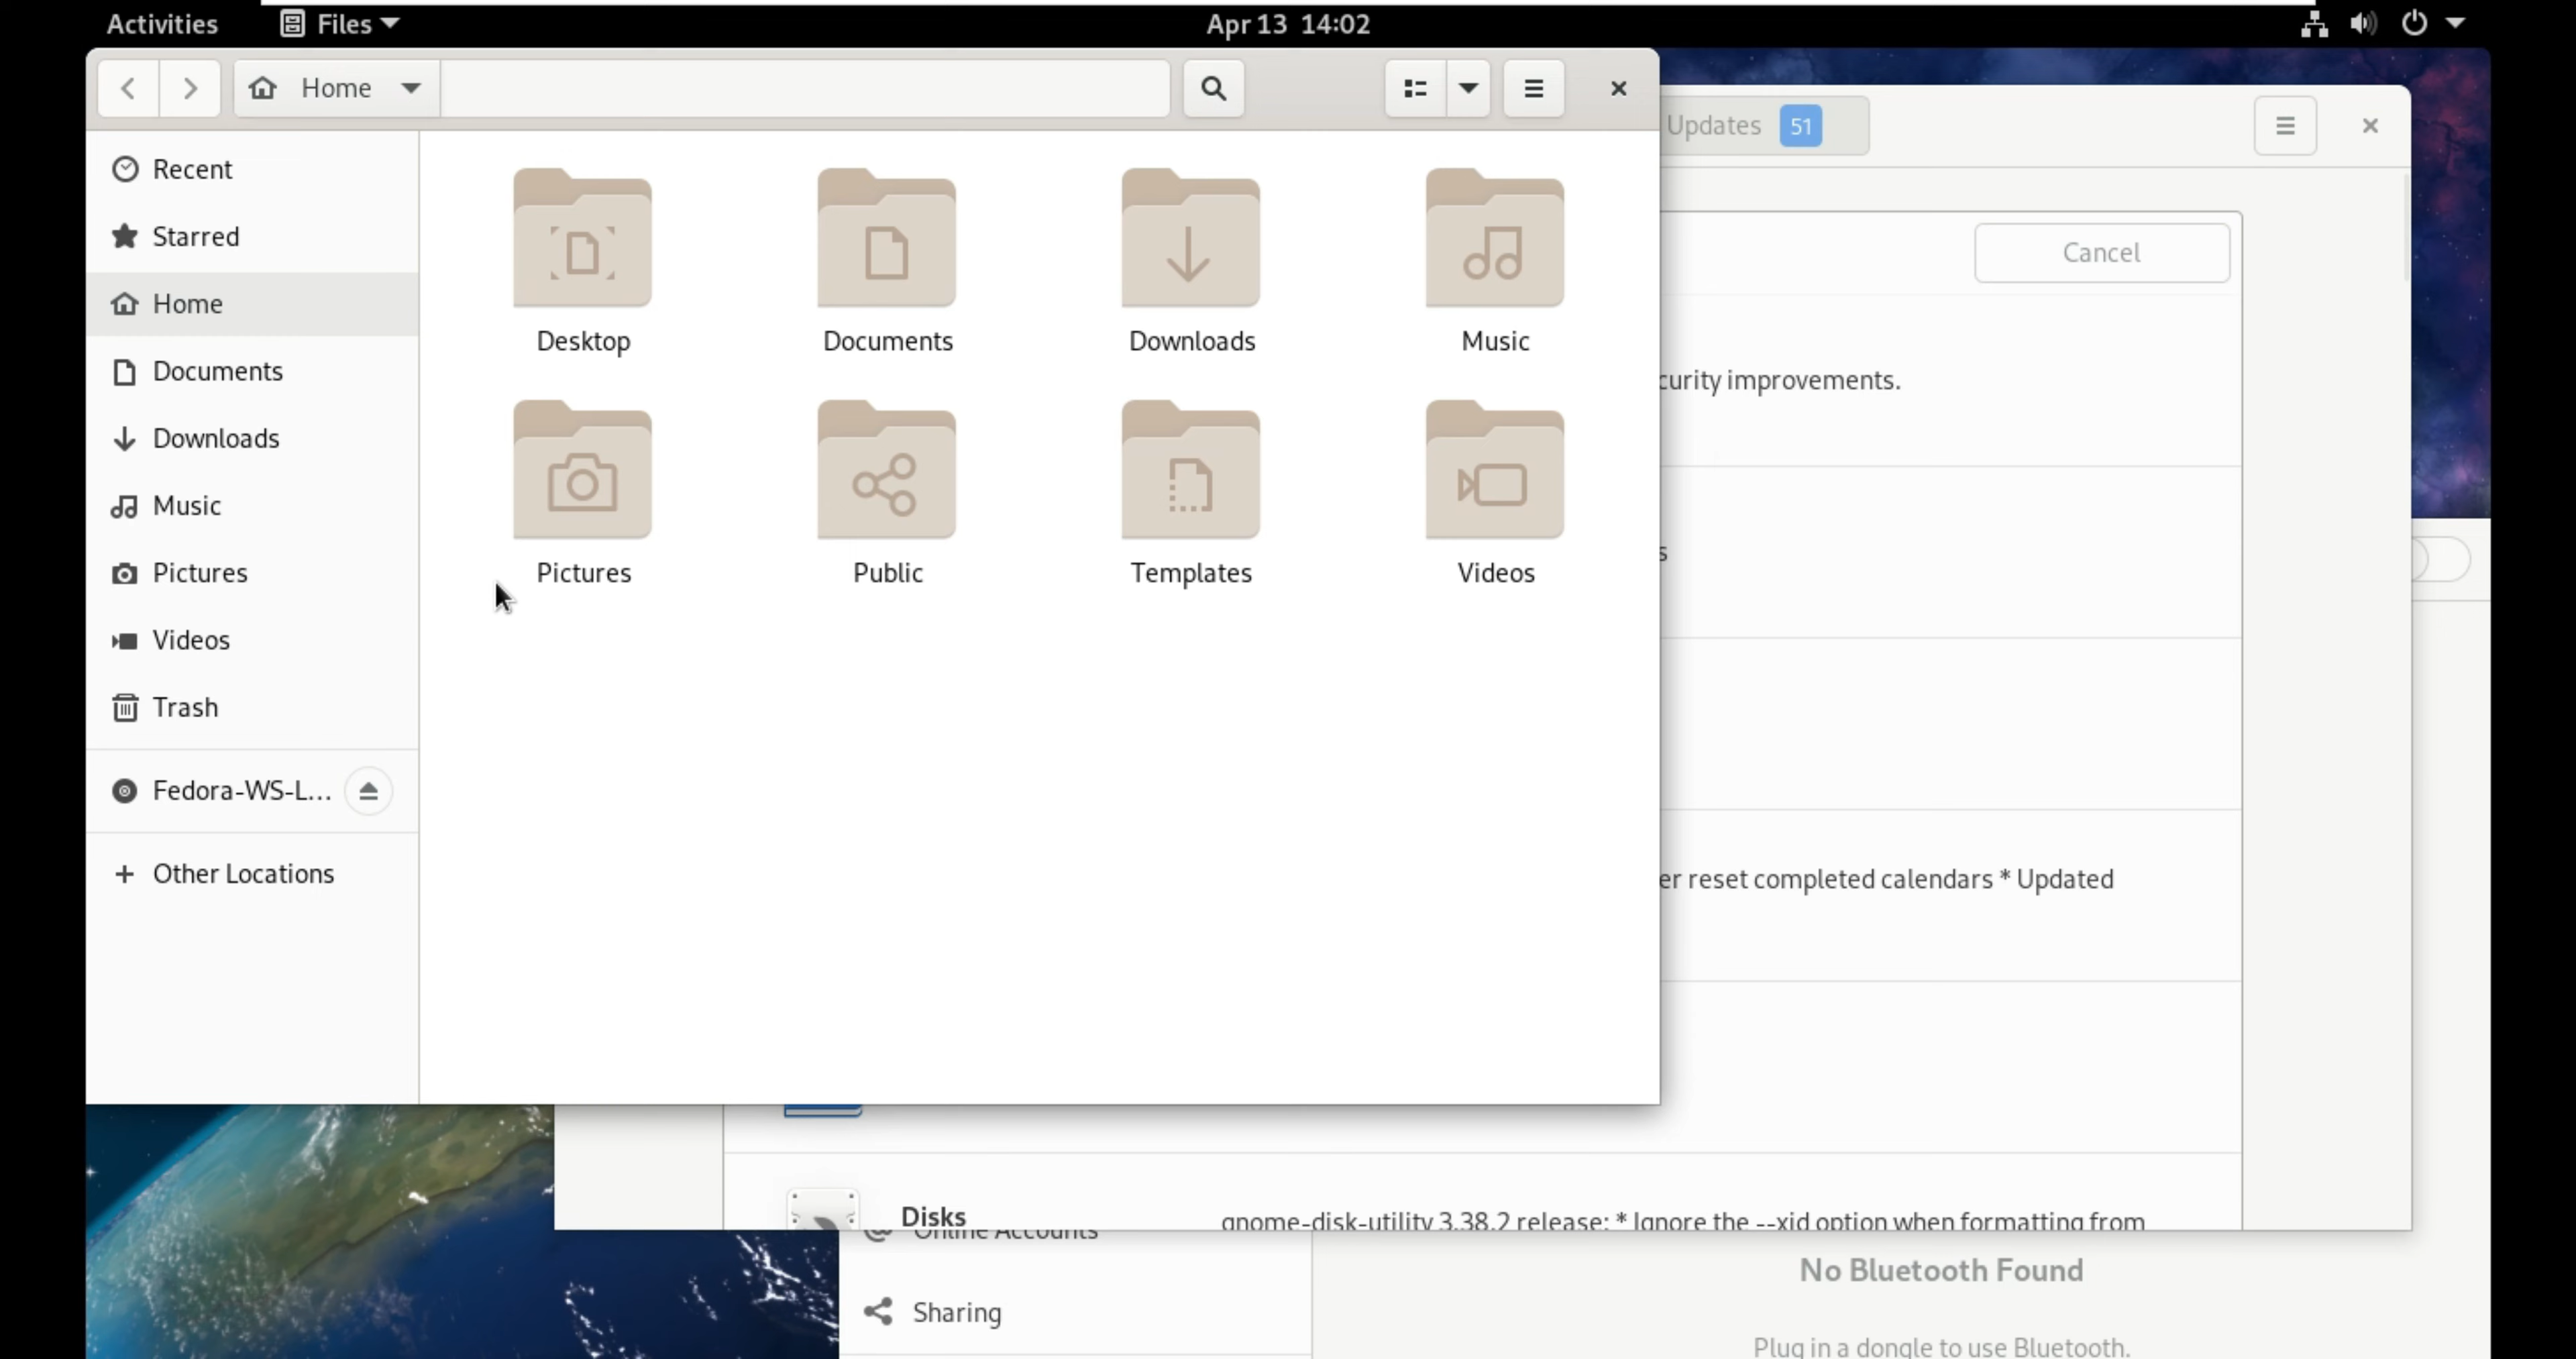 Activities Files Apr 13 14:02
Home
Updates 51
Recent
Starred
Home
Documents
Downloads
Music
Pictures
Videos
Trash
Fedora-WS-L...
Other Locations
Desktop Documents Downloads Music
Pictures Public Templates Videos
Cancel
curity improvements.
s
er reset completed calendars * Updated
Disks gnome-disk-utility 3.38.2 release: * Ignore the --xid option when formatting from
Online Accounts
Sharing
No Bluetooth Found
Plug in a dongle to use Bluetooth.